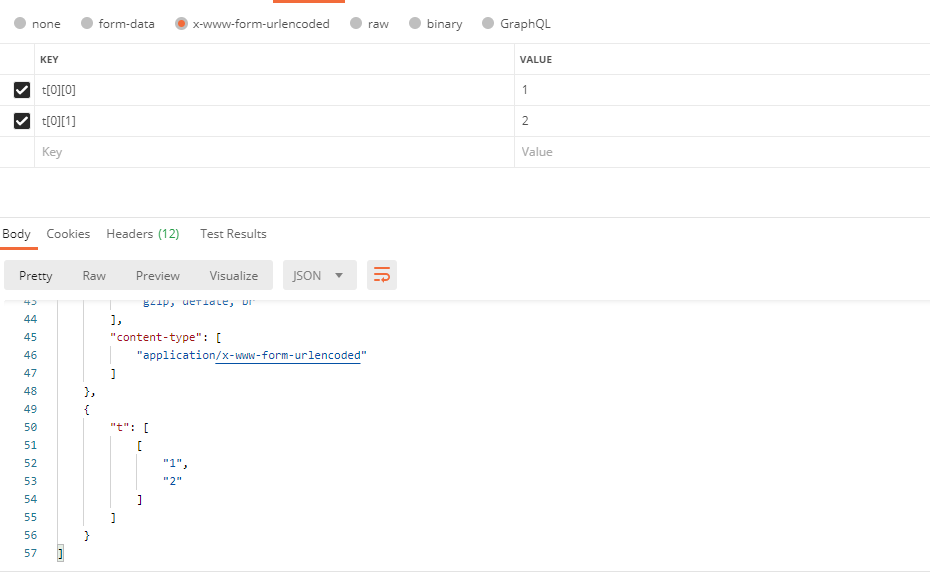 none form-data x-www-form-urlencoded raw binary GraphQL
KEY VALUE
t[0][0] 1
t[0][1] 2
Key Value
Body Cookies Headers (12) Test Results
Pretty Raw Preview Visualize JSON
43 gzip, deflate, br
44 ],
45 "content-type": [
46 "application/x-www-form-urlencoded"
47 ]
48 },
49 {
50 "t": [
51 [
52 "1",
53 "2"
54 ]
55 ]
56 }
57 ]